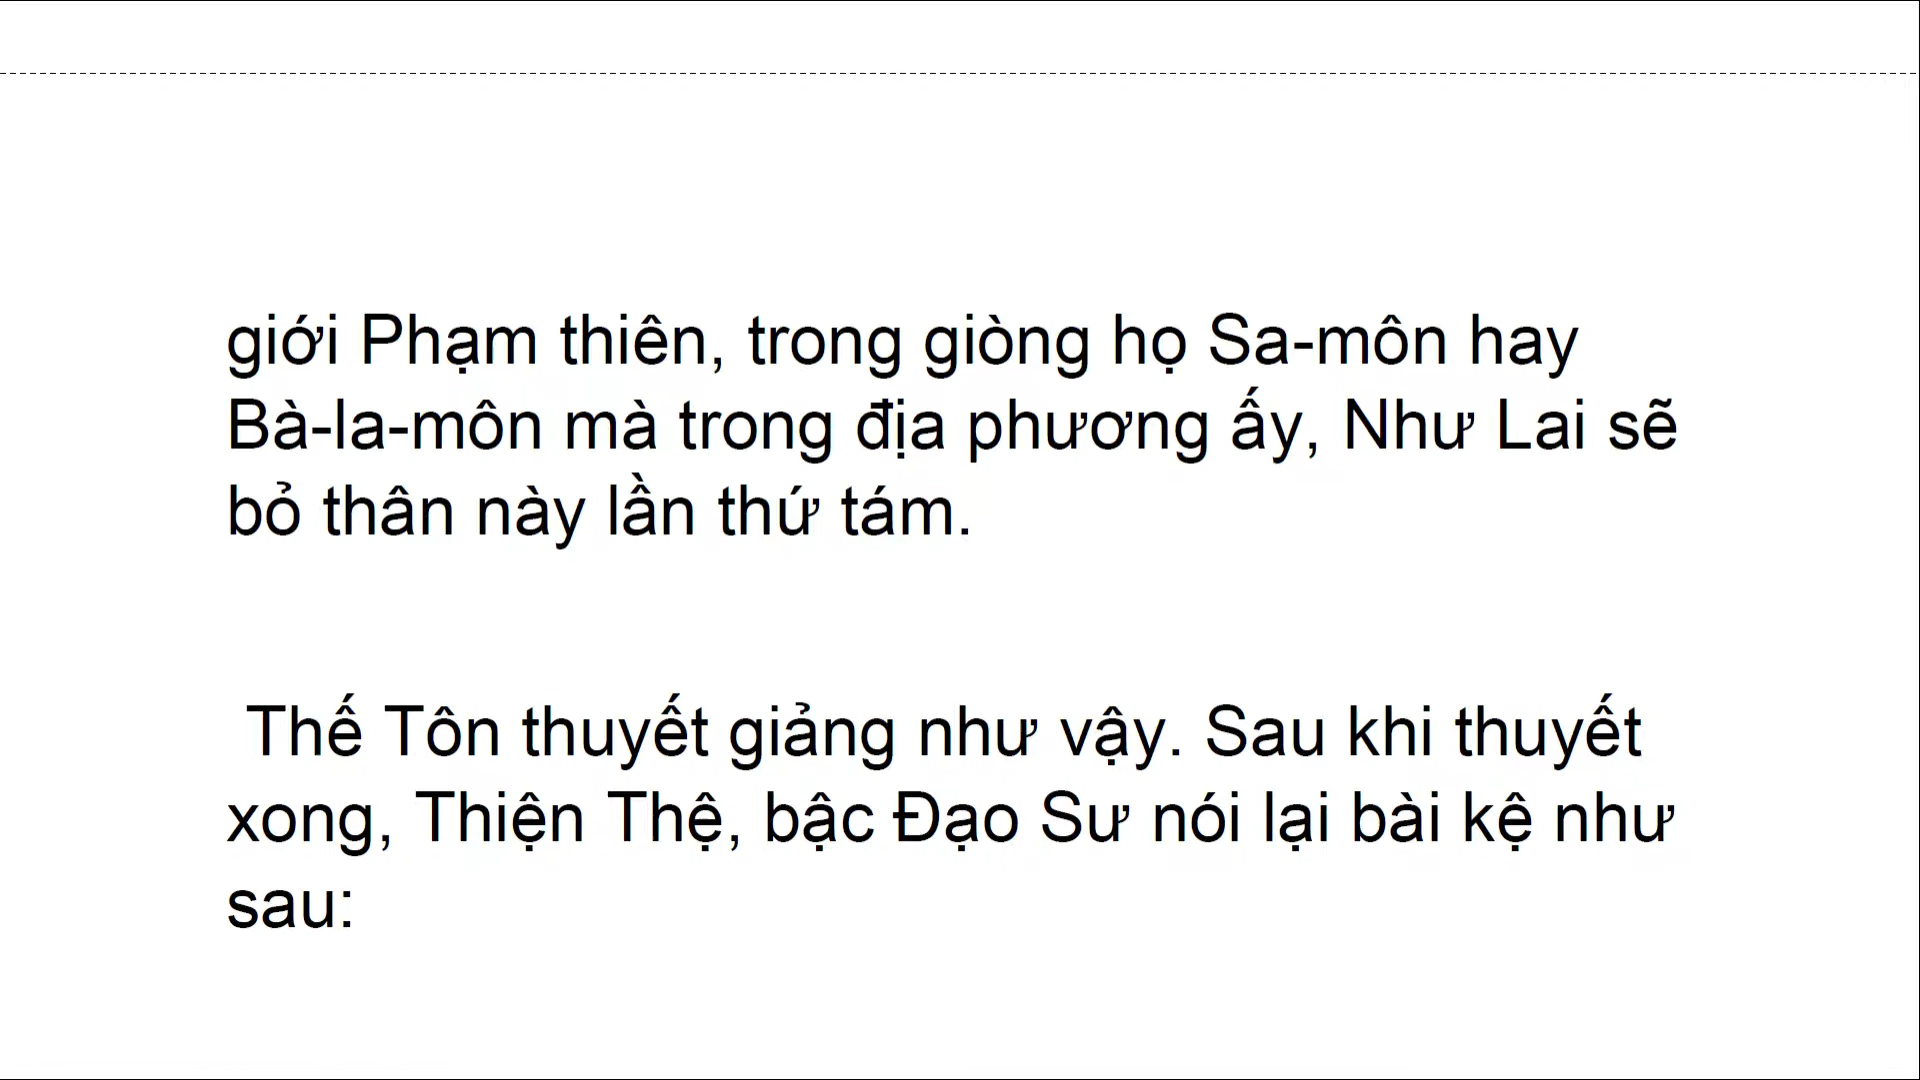 giới Phạm thiên, trong giòng họ Sa-môn hay
Bà-la-môn mà trong địa phương ấy, Như Lai sẽ
bỏ thân này lần thứ tám.
Thế Tôn thuyết giảng như vậy. Sau khi thuyết
xong, Thiện Thệ, bậc Đạo Sư nói lại bài kệ như
sau: